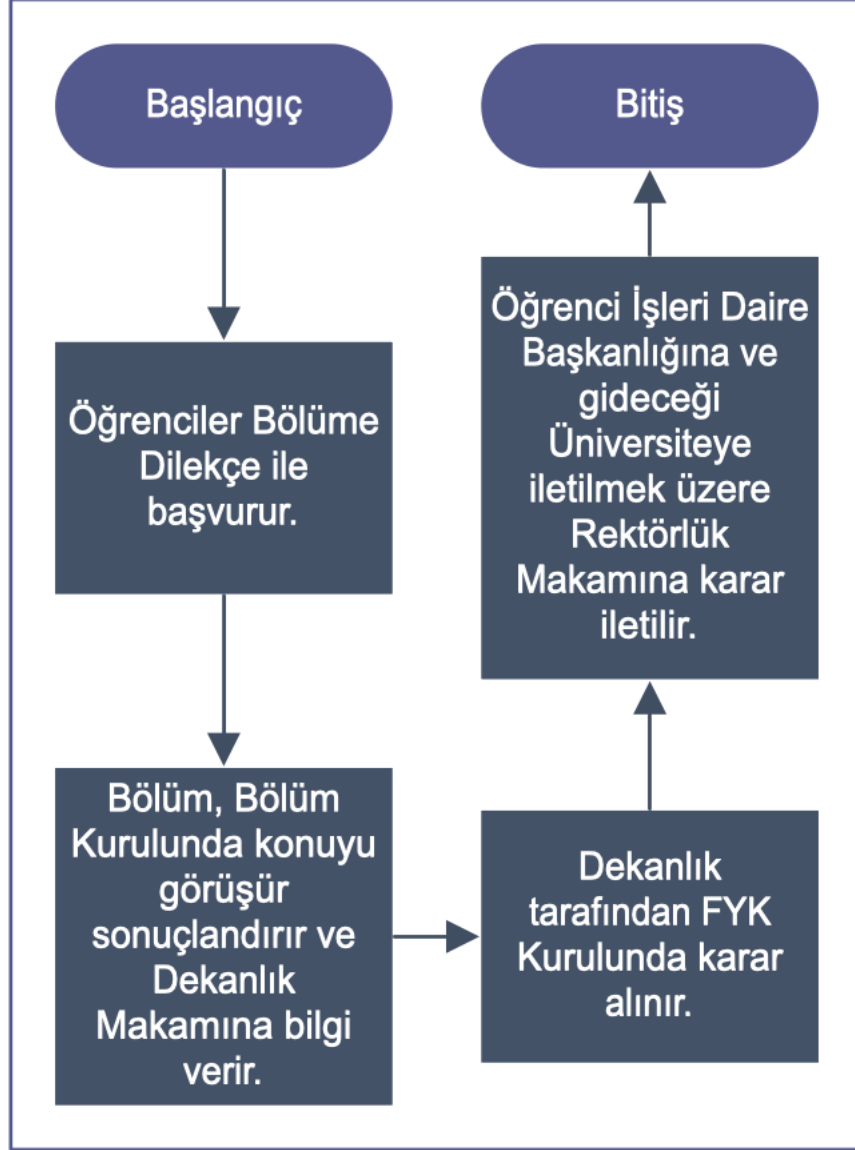 Başlangıç
Öğrenciler Bölüme
Dilekçe ile
başvurur.
Bölüm, Bölüm
Kurulunda konuyu
görüşür
sonuçlandırır ve
Dekanlık
Makamına bilgi
verir.
Dekanlık
tarafından FYK
Kurulunda karar
alınır.
Öğrenci İşleri Daire
Başkanlığına ve
gideceği
Üniversiteye
iletilmek üzere
Rektörlük
Makamına karar
iletilir.
Bitiş